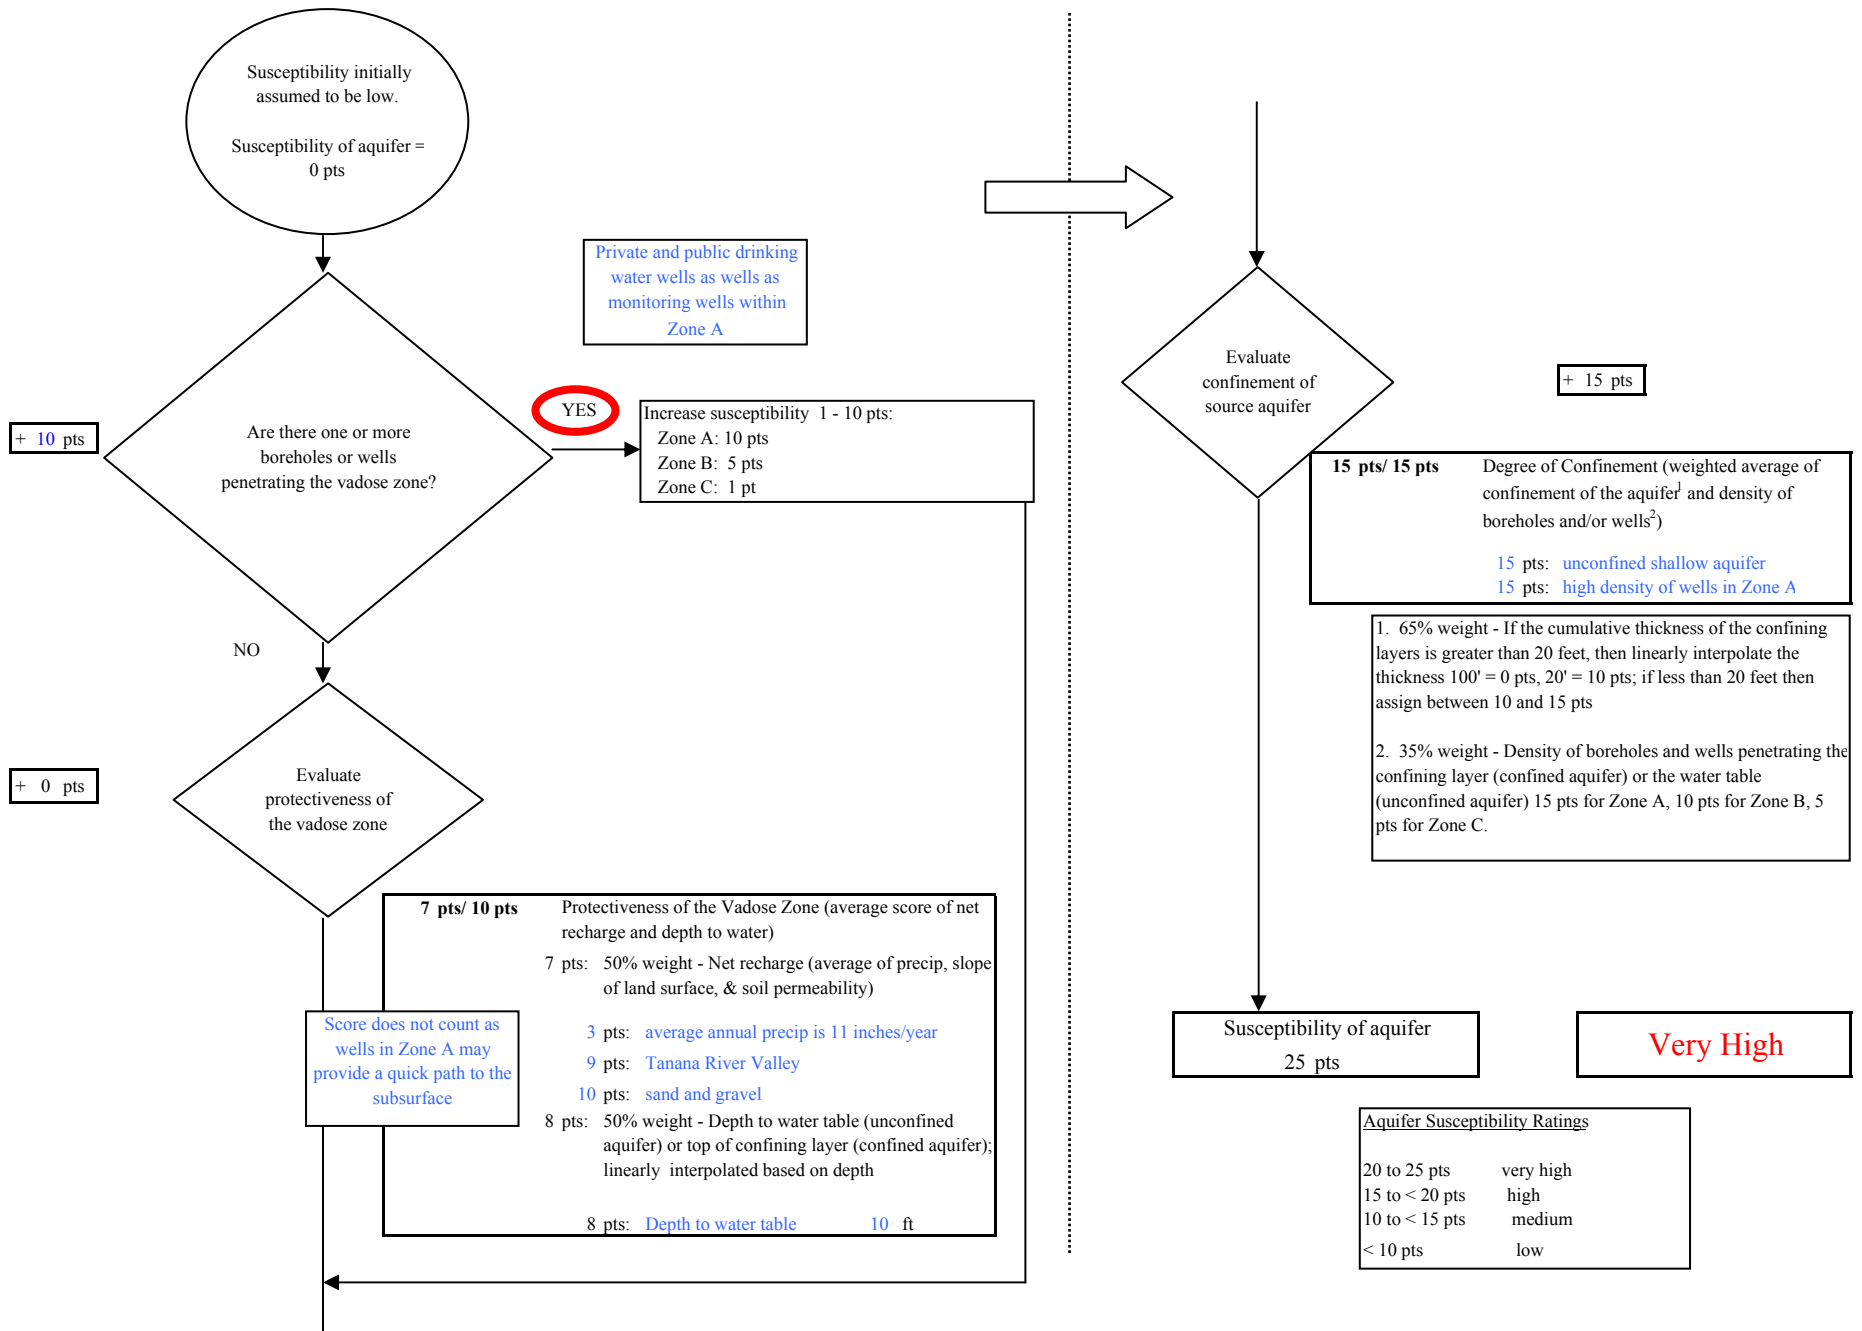 Susceptibility initially
assumed to be low.
Susceptibility of aquifer =
0 pts
Private and public drinking
water wells as wells as
monitoring wells within
Zone A
+ 10 pts
Are there one or more
boreholes or wells
penetrating the vadose zone?
YES
Increase susceptibility 1 - 10 pts:
Zone A: 10 pts
Zone B: 5 pts
Zone C: 1 pt
NO
+ 0 pts
Evaluate
protectiveness of
the vadose zone
7 pts/ 10 pts
Protectiveness of the Vadose Zone (average score of net
recharge and depth to water)
7 pts: 50% weight - Net recharge (average of precip, slope
of land surface, & soil permeability)
3 pts: average annual precip is 11 inches/year
9 pts: Tanana River Valley
10 pts: sand and gravel
8 pts: 50% weight - Depth to water table (unconfined
aquifer) or top of confining layer (confined aquifer);
linearly interpolated based on depth
8 pts: Depth to water table 10 ft
Score does not count as
wells in Zone A may
provide a quick path to the
subsurface
Evaluate
confinement of
source aquifer
+ 15 pts
15 pts/ 15 pts
Degree of Confinement (weighted average of
confinement of the aquifer1 and density of
boreholes and/or wells2)
15 pts: unconfined shallow aquifer
15 pts: high density of wells in Zone A
1. 65% weight - If the cumulative thickness of the confining
layers is greater than 20 feet, then linearly interpolate the
thickness 100' = 0 pts, 20' = 10 pts; if less than 20 feet then
assign between 10 and 15 pts
2. 35% weight - Density of boreholes and wells penetrating the
confining layer (confined aquifer) or the water table
(unconfined aquifer) 15 pts for Zone A, 10 pts for Zone B, 5
pts for Zone C.
Susceptibility of aquifer
25 pts
Very High
Aquifer Susceptibility Ratings
20 to 25 pts very high
15 to < 20 pts high
10 to < 15 pts medium
< 10 pts low